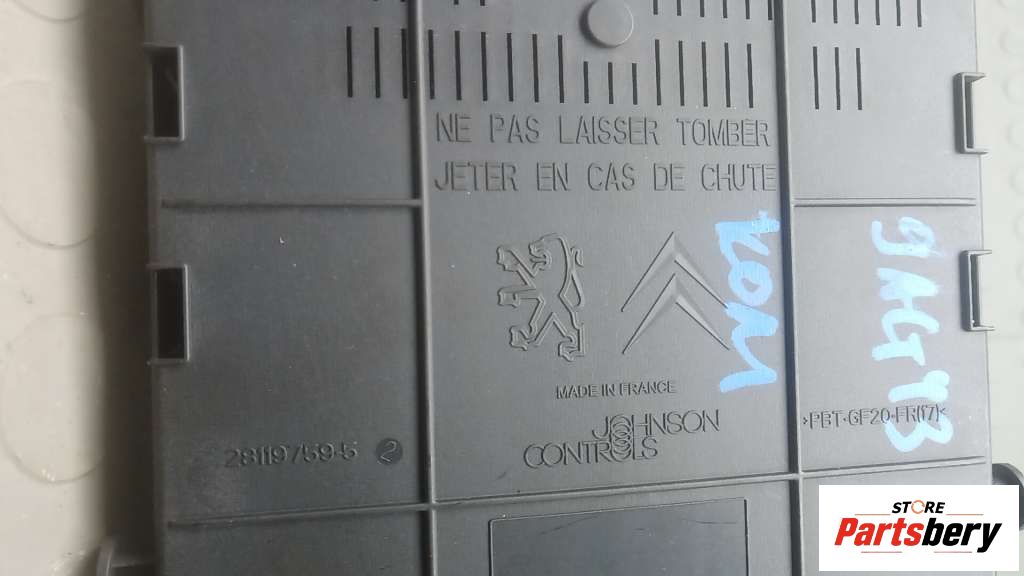 NE PAS LAISSER TOMBER
JETER EN CAS DE CHUTE
MADE IN FRANCE
JOHNSON
CONTROLS
28119759-5 2
>PBT-GF20-FR(17)<
STORE
Partsbery